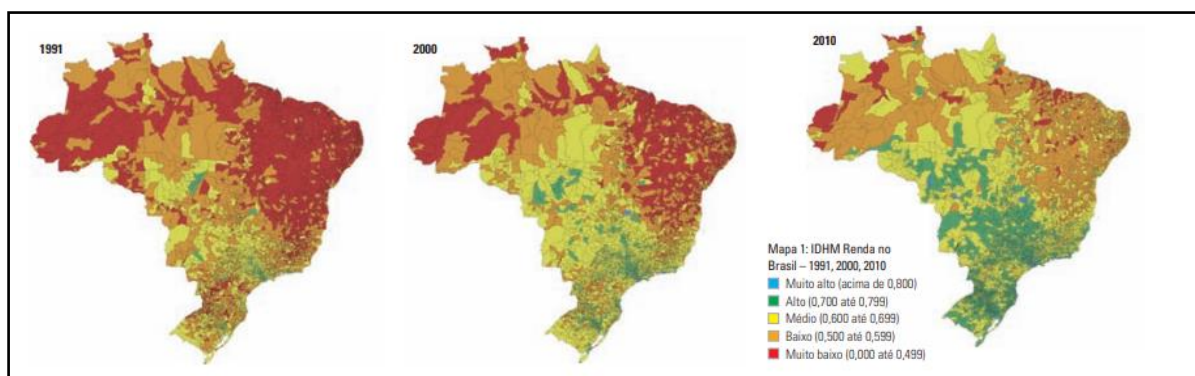 1991
2000
2010
Mapa 1: IDHM Renda no
Brasil – 1991, 2000, 2010
Muito alto (acima de 0,800)
Alto (0,700 até 0,799)
Médio (0,600 até 0,699)
Baixo (0,500 até 0,599)
Muito baixo (0,000 até 0,499)